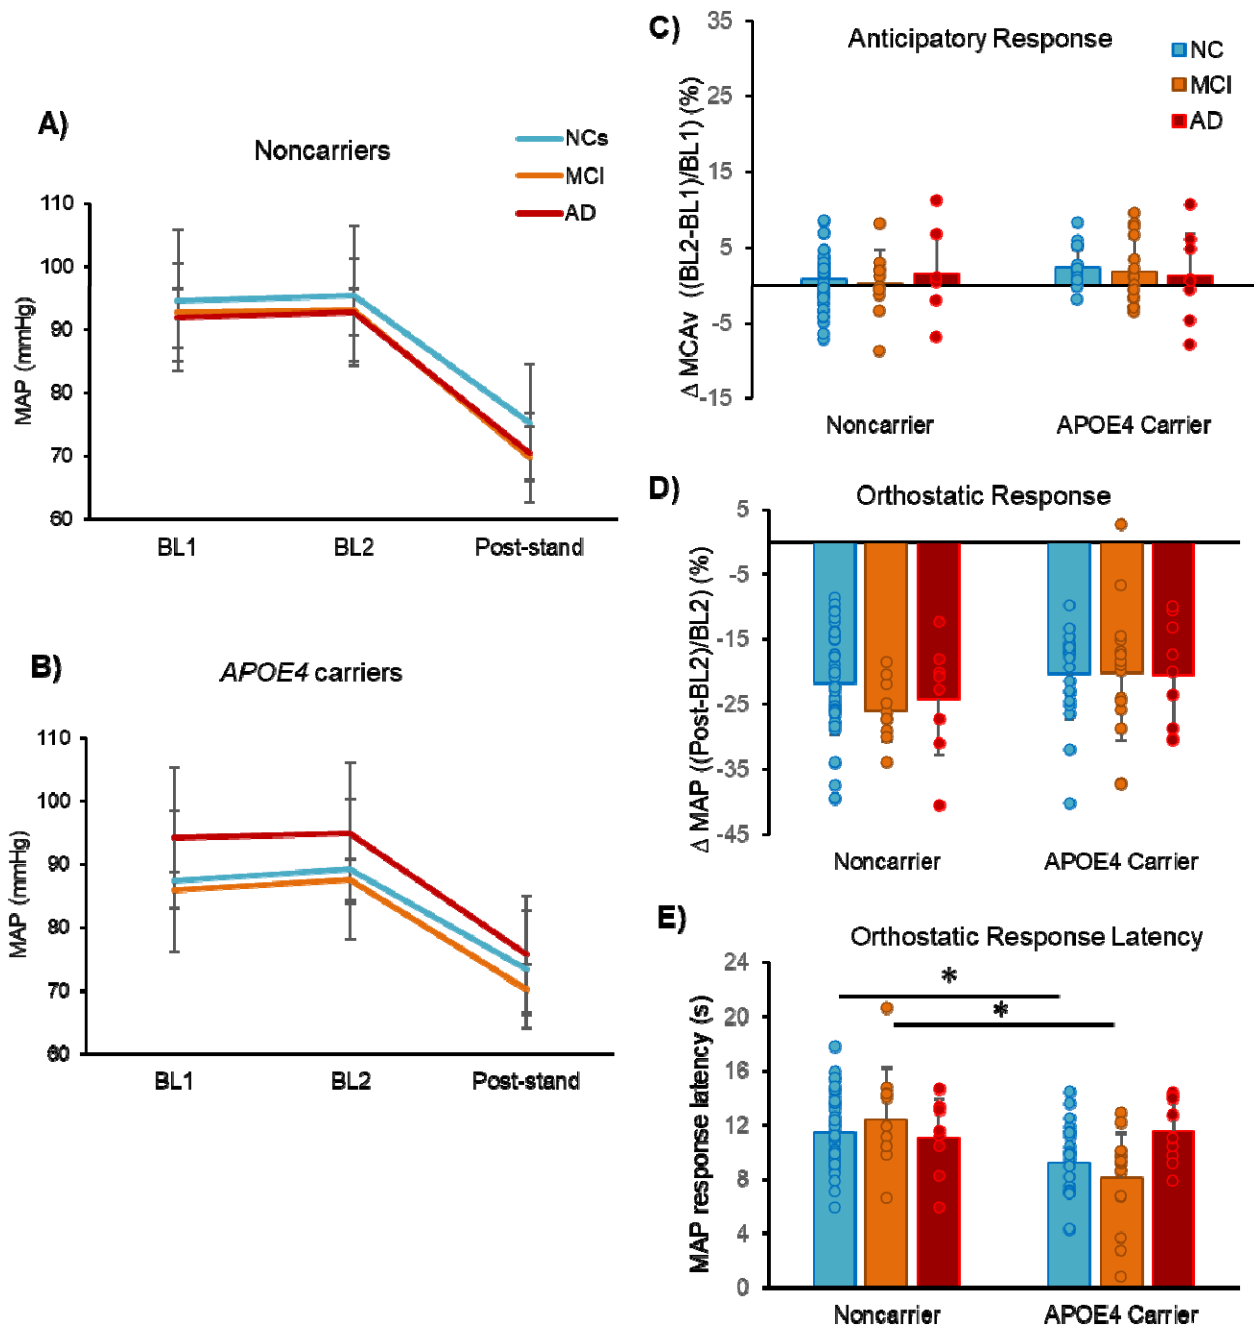 A)
Noncarriers
NCs
MCI
AD
110
100
90
80
70
60
MAP (mmHg)
BL1 BL2 Post-stand
B)
APOE4 carriers
110
100
90
80
70
60
MAP (mmHg)
BL1 BL2 Post-stand
C)
Anticipatory Response
NC
MCI
AD
35
25
15
5
-5
-15
Δ MCAv ((BL2-BL1)/BL1) (%)
Noncarrier APOE4 Carrier
D)
Orthostatic Response
5
-5
-15
-25
-35
-45
Δ MAP ((Post-BL2)/BL2) (%)
Noncarrier APOE4 Carrier
E)
Orthostatic Response Latency
24
20
16
12
8
4
0
MAP response latency (s)
*
*
Noncarrier APOE4 Carrier